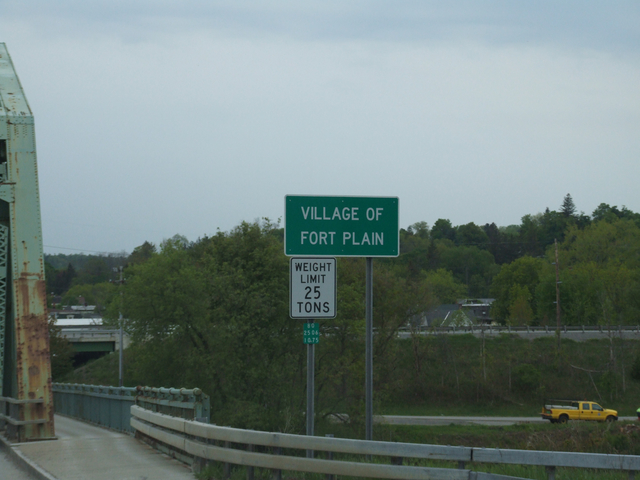 VILLAGE OF
FORT PLAIN
WEIGHT
LIMIT
25
TONS